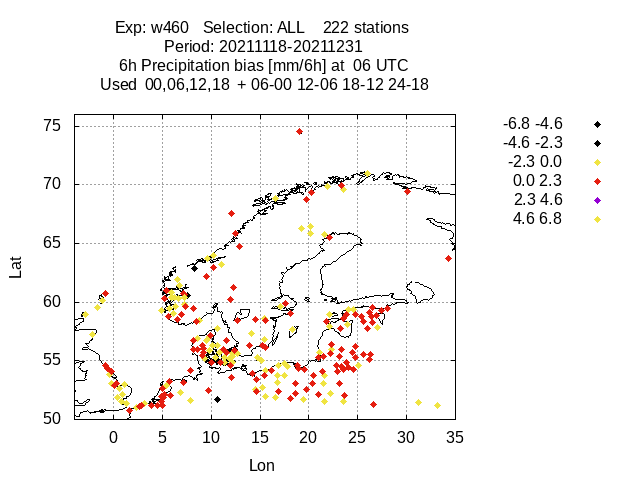 Exp: w460 Selection: ALL 222 stations
Period: 20211118-20211231
6h Precipitation bias [mm/6h] at 06 UTC
Used 00,06,12,18 + 06-00 12-06 18-12 24-18
-6.8 -4.6
-4.6 -2.3
-2.3 0.0
0.0 2.3
2.3 4.6
4.6 6.8
75
70
65
60
55
50
Lat
0 5 10 15 20 25 30 35
Lon